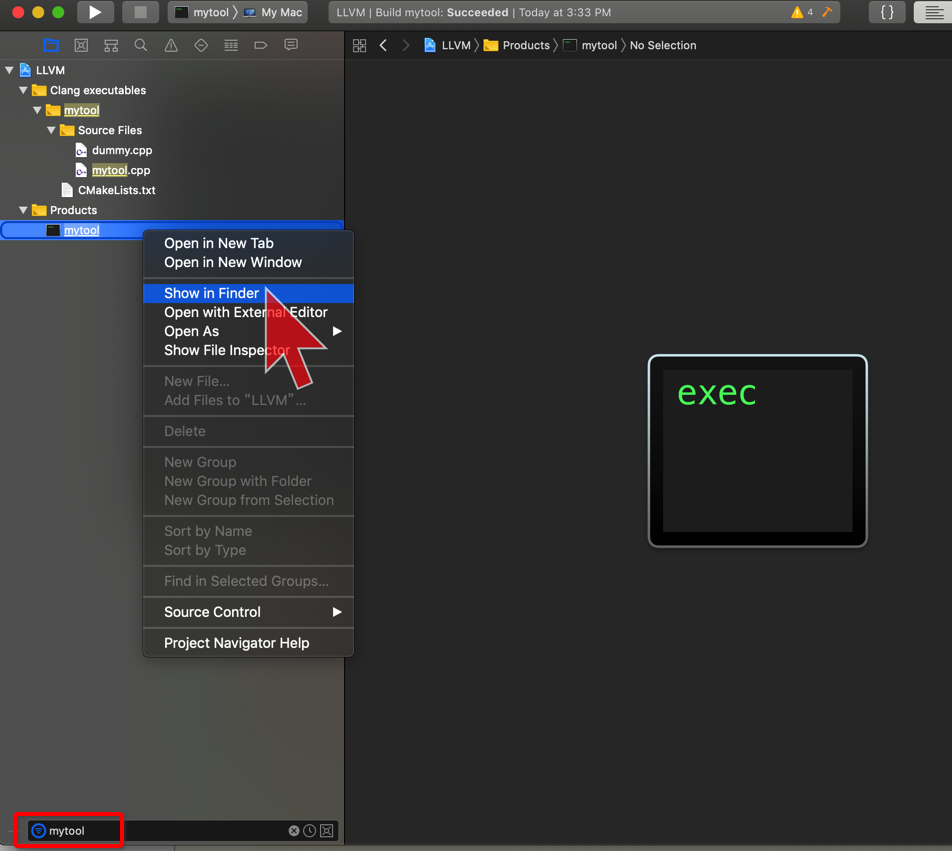 mytool 〉 My Mac
LLVM | Build mytool: Succeeded | Today at 3:33 PM
4
{ }
LLVM 〉 Products 〉 mytool 〉 No Selection
LLVM
Clang executables
mytool
Source Files
dummy.cpp
mytool.cpp
CMakeLists.txt
Products
mytool
Open in New Tab
Open in New Window
Show in Finder
Open with External Editor
Open As
Show File Inspector
New File...
Add Files to “LLVM”...
Delete
New Group
New Group with Folder
New Group from Selection
Sort by Name
Sort by Type
Find in Selected Groups...
Source Control
Project Navigator Help
exec
mytool